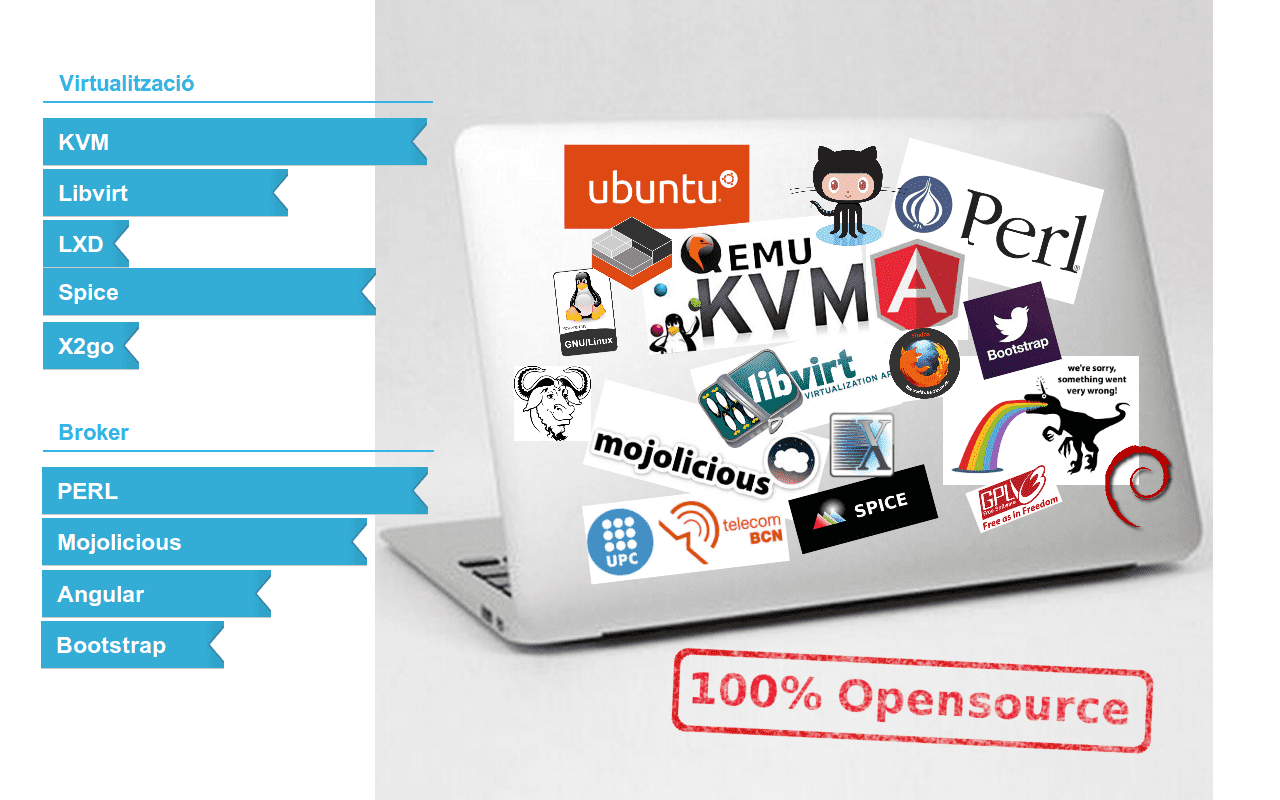 Virtualització
KVM
Libvirt
LXD
Spice
X2go
Broker
PERL
Mojolicious
Angular
Bootstrap
ubuntu
Perl
QEMU
KVM
A
GNU/Linux
Bootstrap
libvirt
VIRTUALIZATION AP
we're sorry,
something went
very wrong!
mojolicious
X
SPICE
GPLv3
Free as in Freedom
UPC
telecom
BCN
100% Opensource